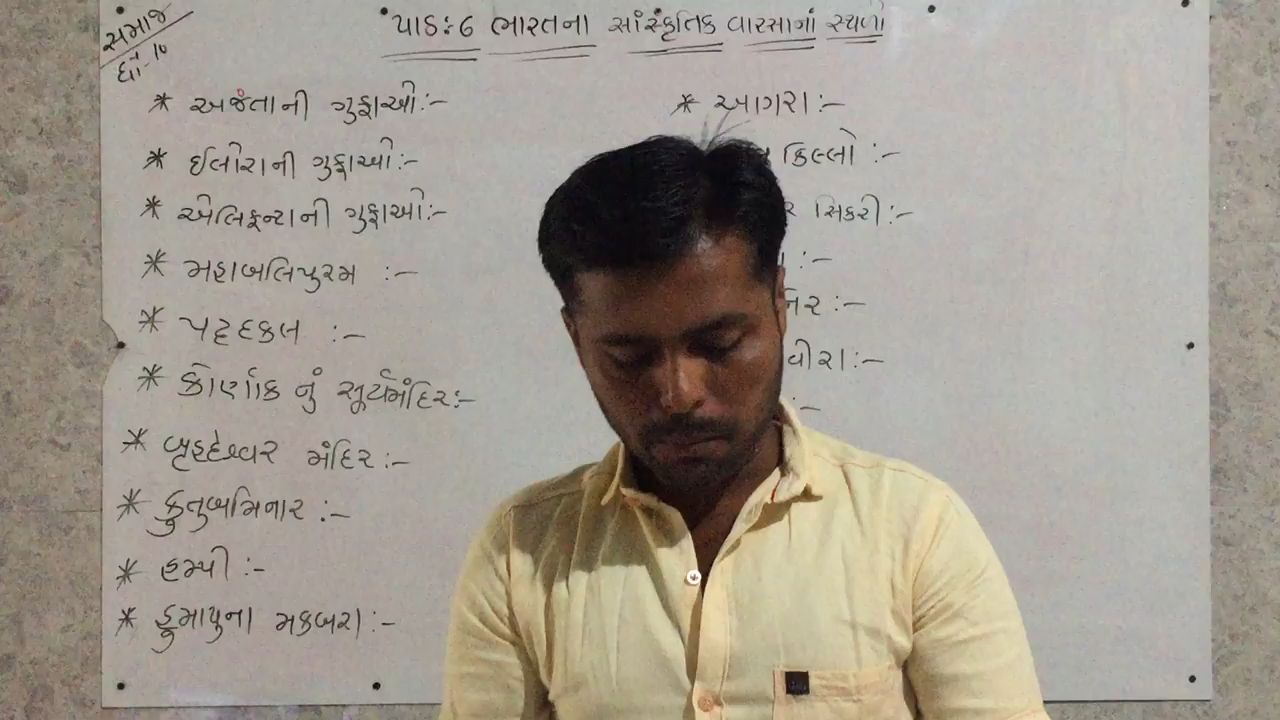 સમાજ
ધો-૧૦
પાઠ:-૬ ભારતના સાંસ્કૃતિક વારસાનાં સ્થળો
* અજંતાની ગુફાઓ:-
* ઈલોરાની ગુફાઓ:-
* એલિફન્ટાની ગુફાઓ:-
* મહાબલિપુરમ :-
* પટ્ટદકલ :-
* કોર્ણાક નું સૂર્યમંદિર:-
* બૃહદેશ્વર મંદિર:-
* કુતુબમિનાર :-
* હમ્પી :-
* હુમાયુના મકબરા:-
* આગરા:-
કિલ્લો :-
સિકરી:-
:-
:-
:-
:-